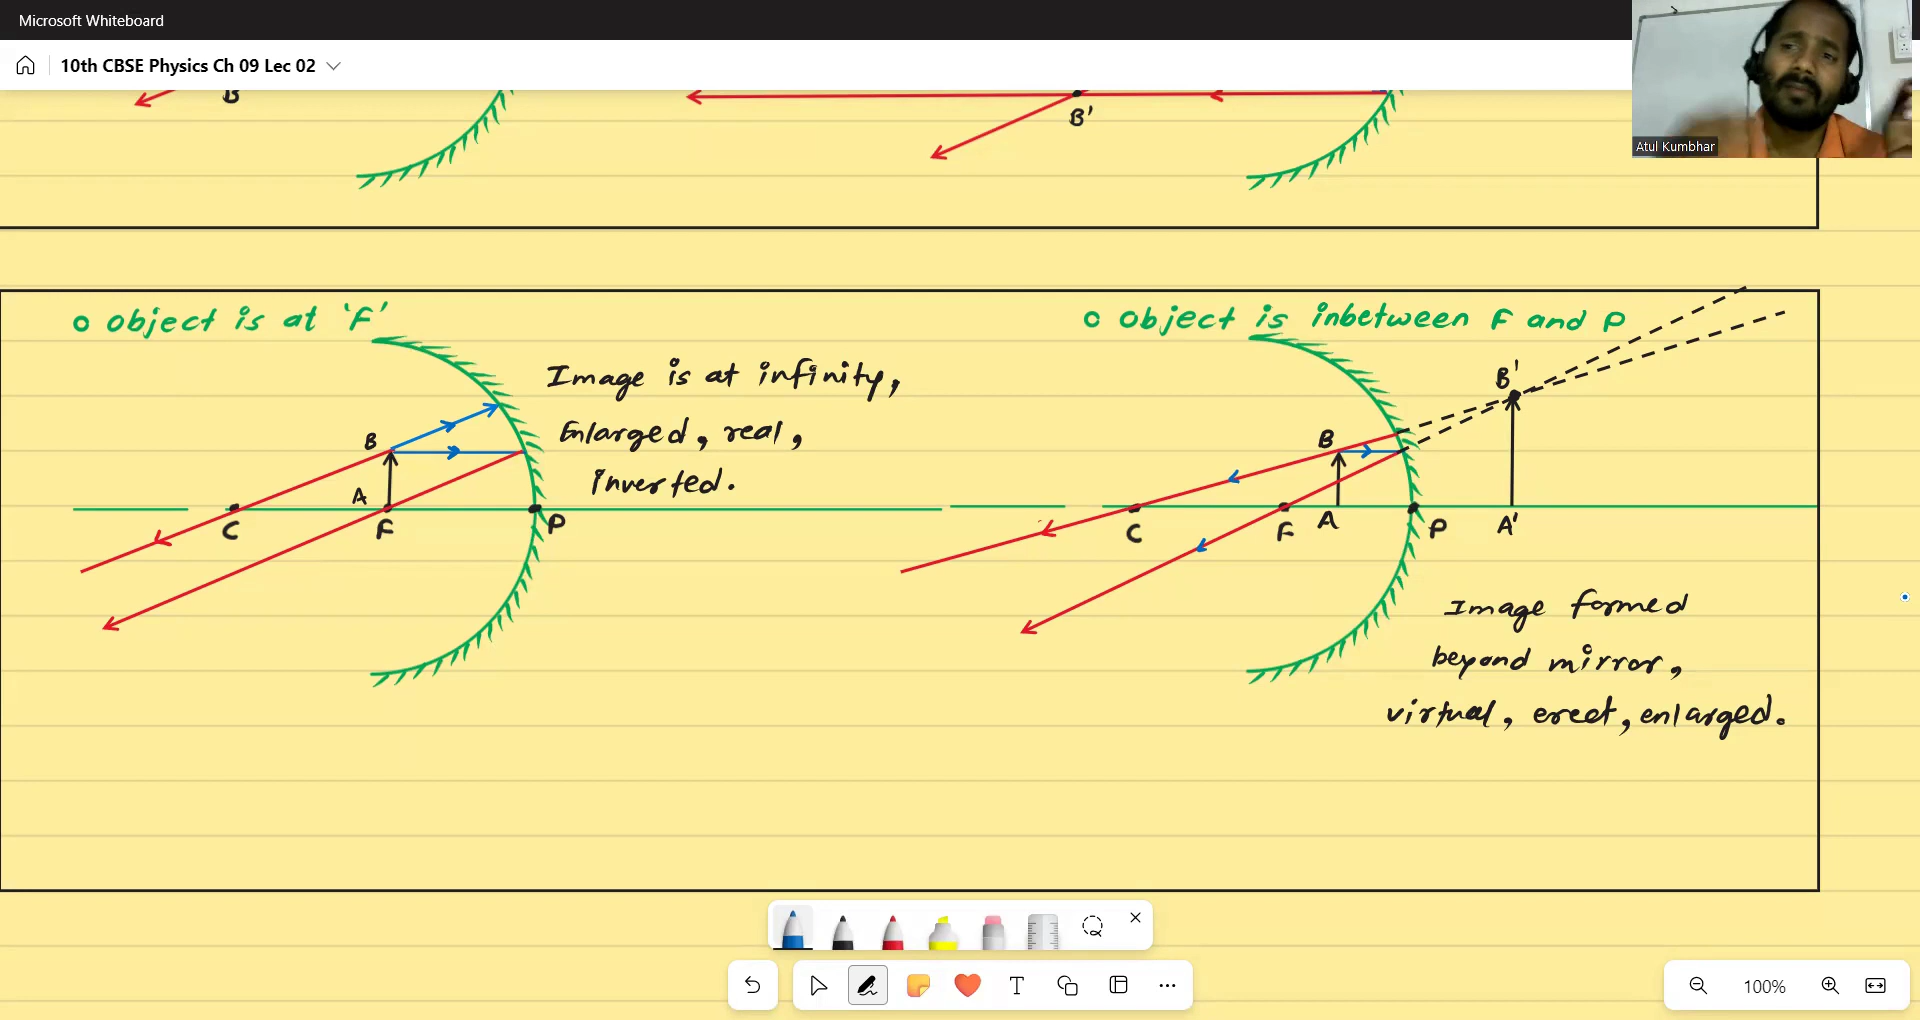 Microsoft Whiteboard
10th CBSE Physics Ch 09 Lec 02
Atul Kumbhar
B'
object is at 'F'
Image is at infinity,
Enlarged, real,
inverted.
B
A
C
F
P
object is inbetween F and P
B'
B
C
F
A
P
A'
Image formed
beyond mirror,
virtual, erect, enlarged.
T
100%